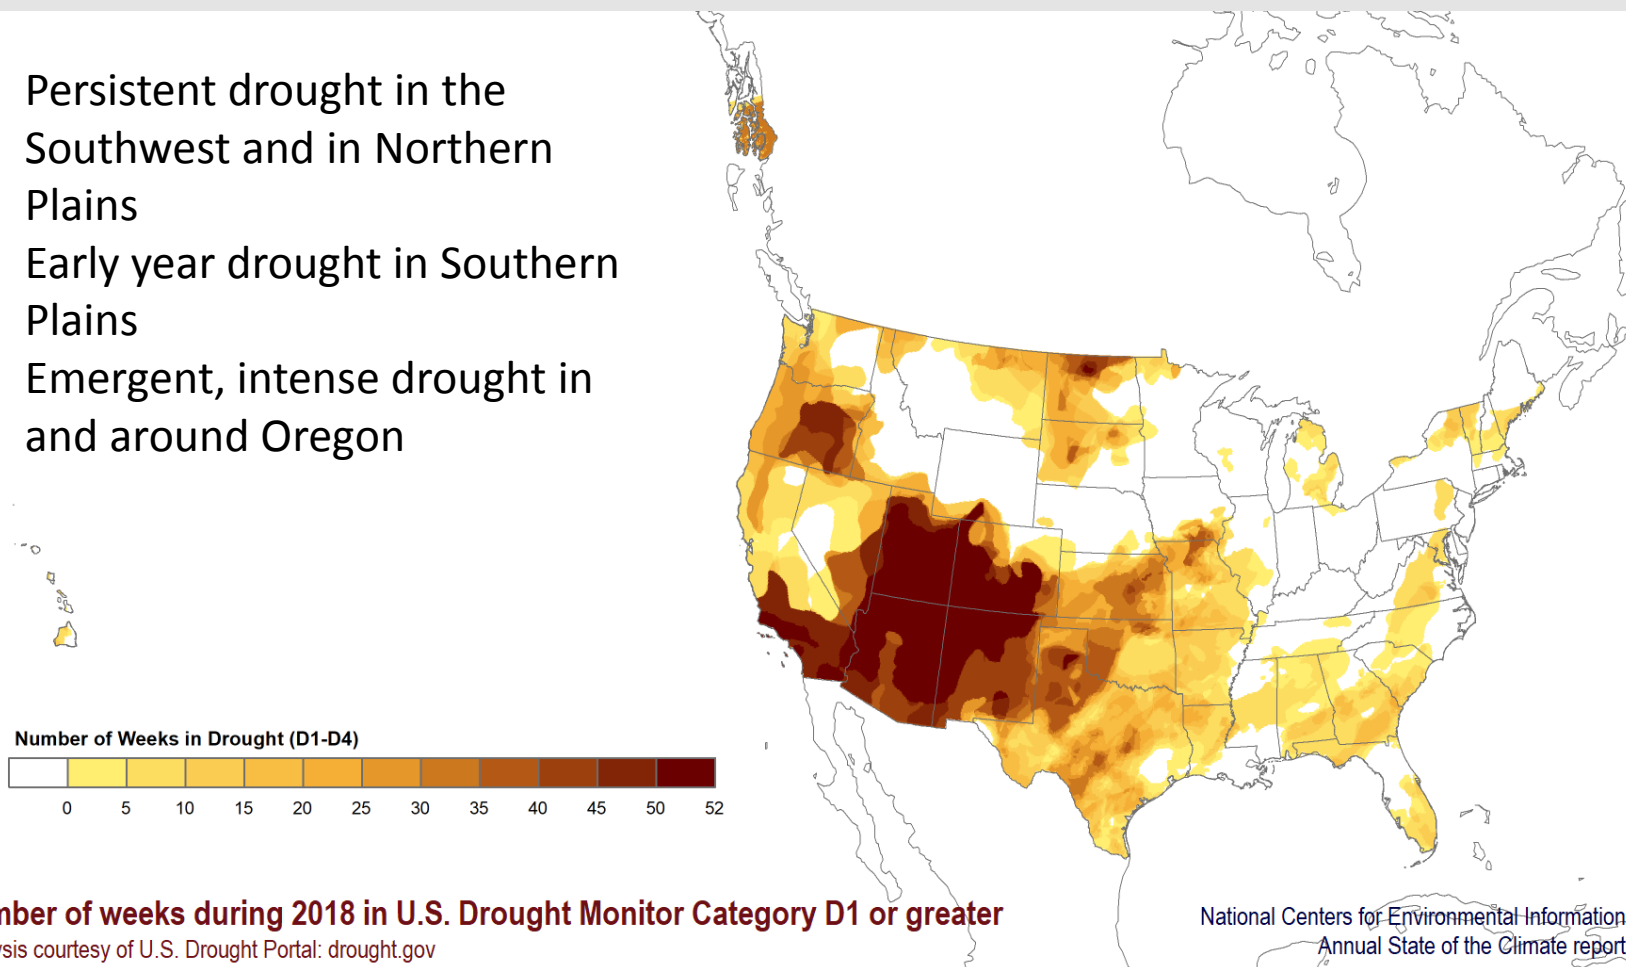 Persistent drought in the
Southwest and in Northern
Plains
Early year drought in Southern
Plains
Emergent, intense drought in
and around Oregon
Number of Weeks in Drought (D1-D4)
0 5 10 15 20 25 30 35 40 45 50 52
mber of weeks during 2018 in U.S. Drought Monitor Category D1 or greater
ysis courtesy of U.S. Drought Portal: drought.gov
National Centers for Environmental Information
Annual State of the Climate report